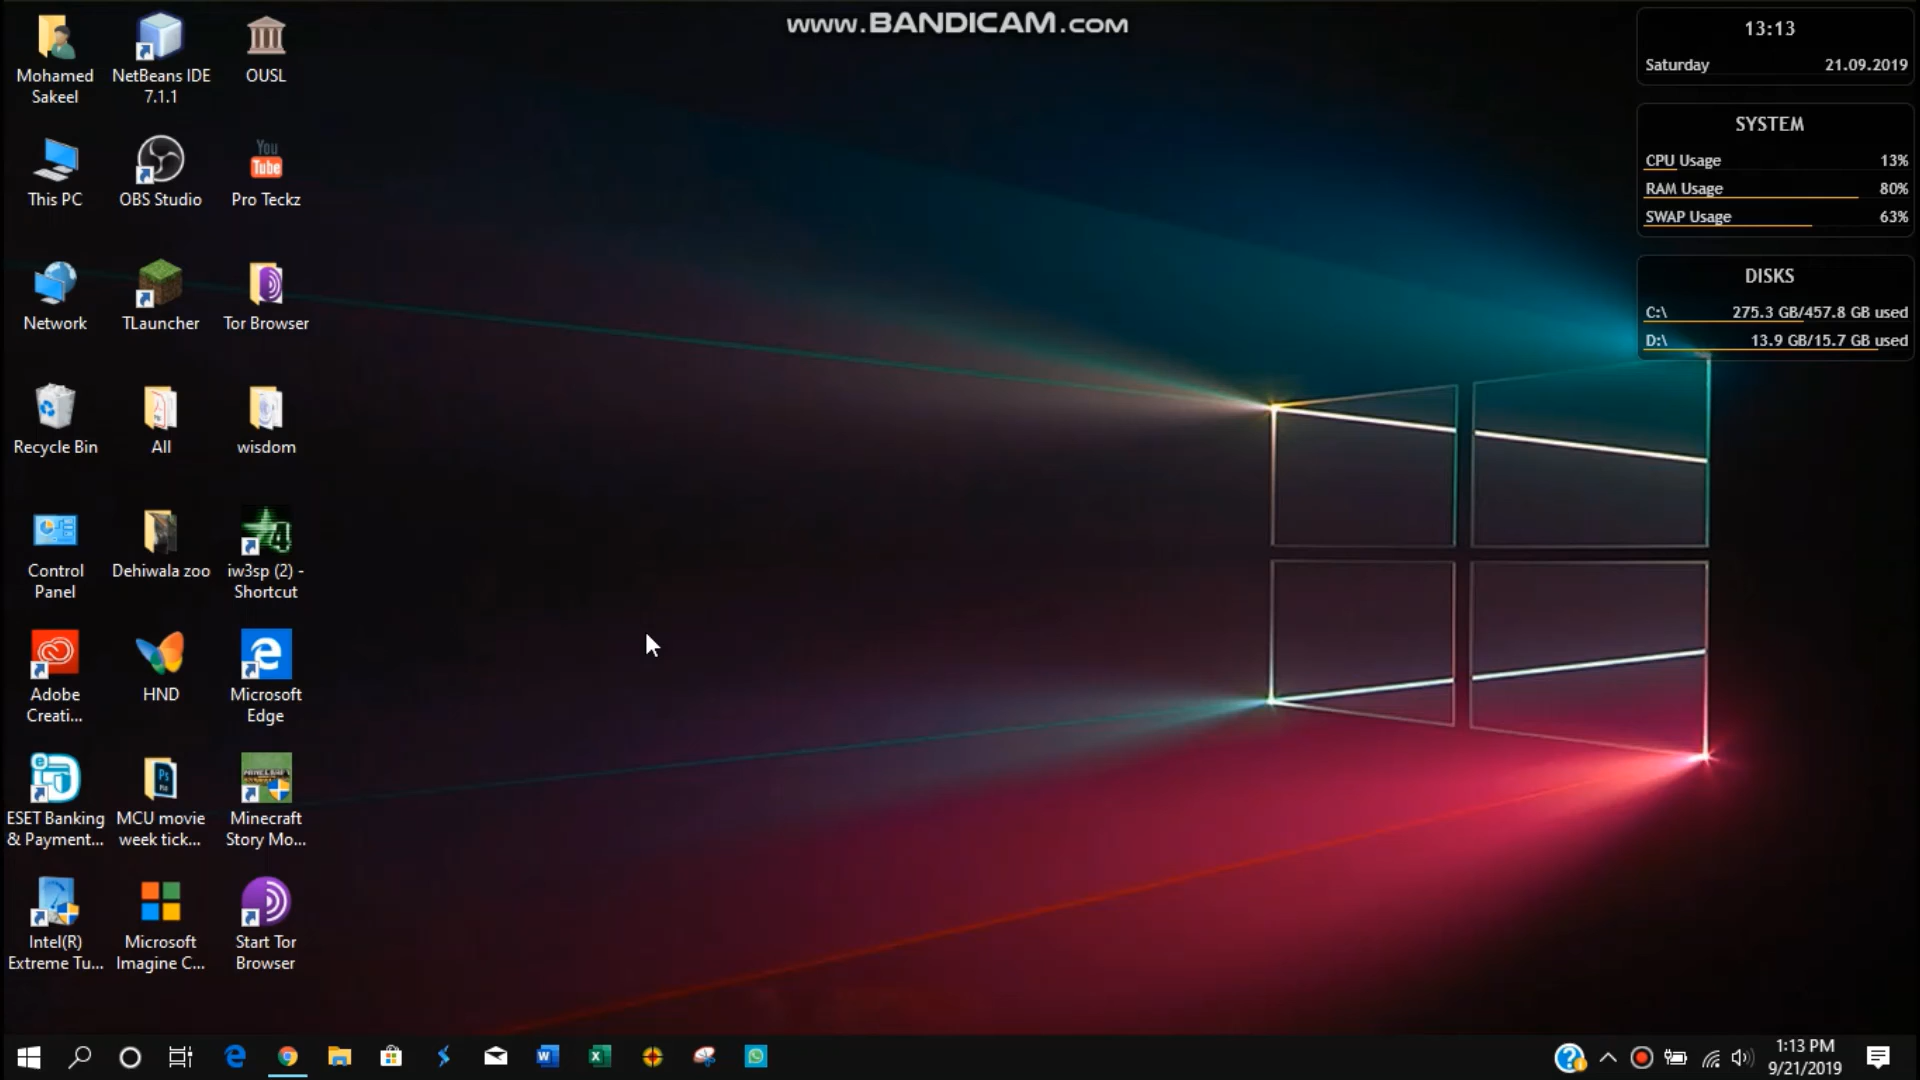 www.BANDICAM.com
Mohamed
Sakeel
NetBeans IDE
7.1.1
OUSL
This PC
OBS Studio
You
Tube
Pro Teckz
Network
TLauncher
Tor Browser
Recycle Bin
All
wisdom
Control
Panel
Dehiwala zoo
4
iw3sp (2) -
Shortcut
Adobe
Creati...
HND
Microsoft
Edge
ESET Banking
& Payment...
Ps
MCU movie
week tick...
Minecraft
Story Mo...
Intel(R)
Extreme Tu...
Microsoft
Imagine C...
Start Tor
Browser
13:13
Saturday 21.09.2019
SYSTEM
CPU Usage 13%
RAM Usage 80%
SWAP Usage 63%
DISKS
C:\ 275.3 GB/457.8 GB used
D:\ 13.9 GB/15.7 GB used
1:13 PM
9/21/2019